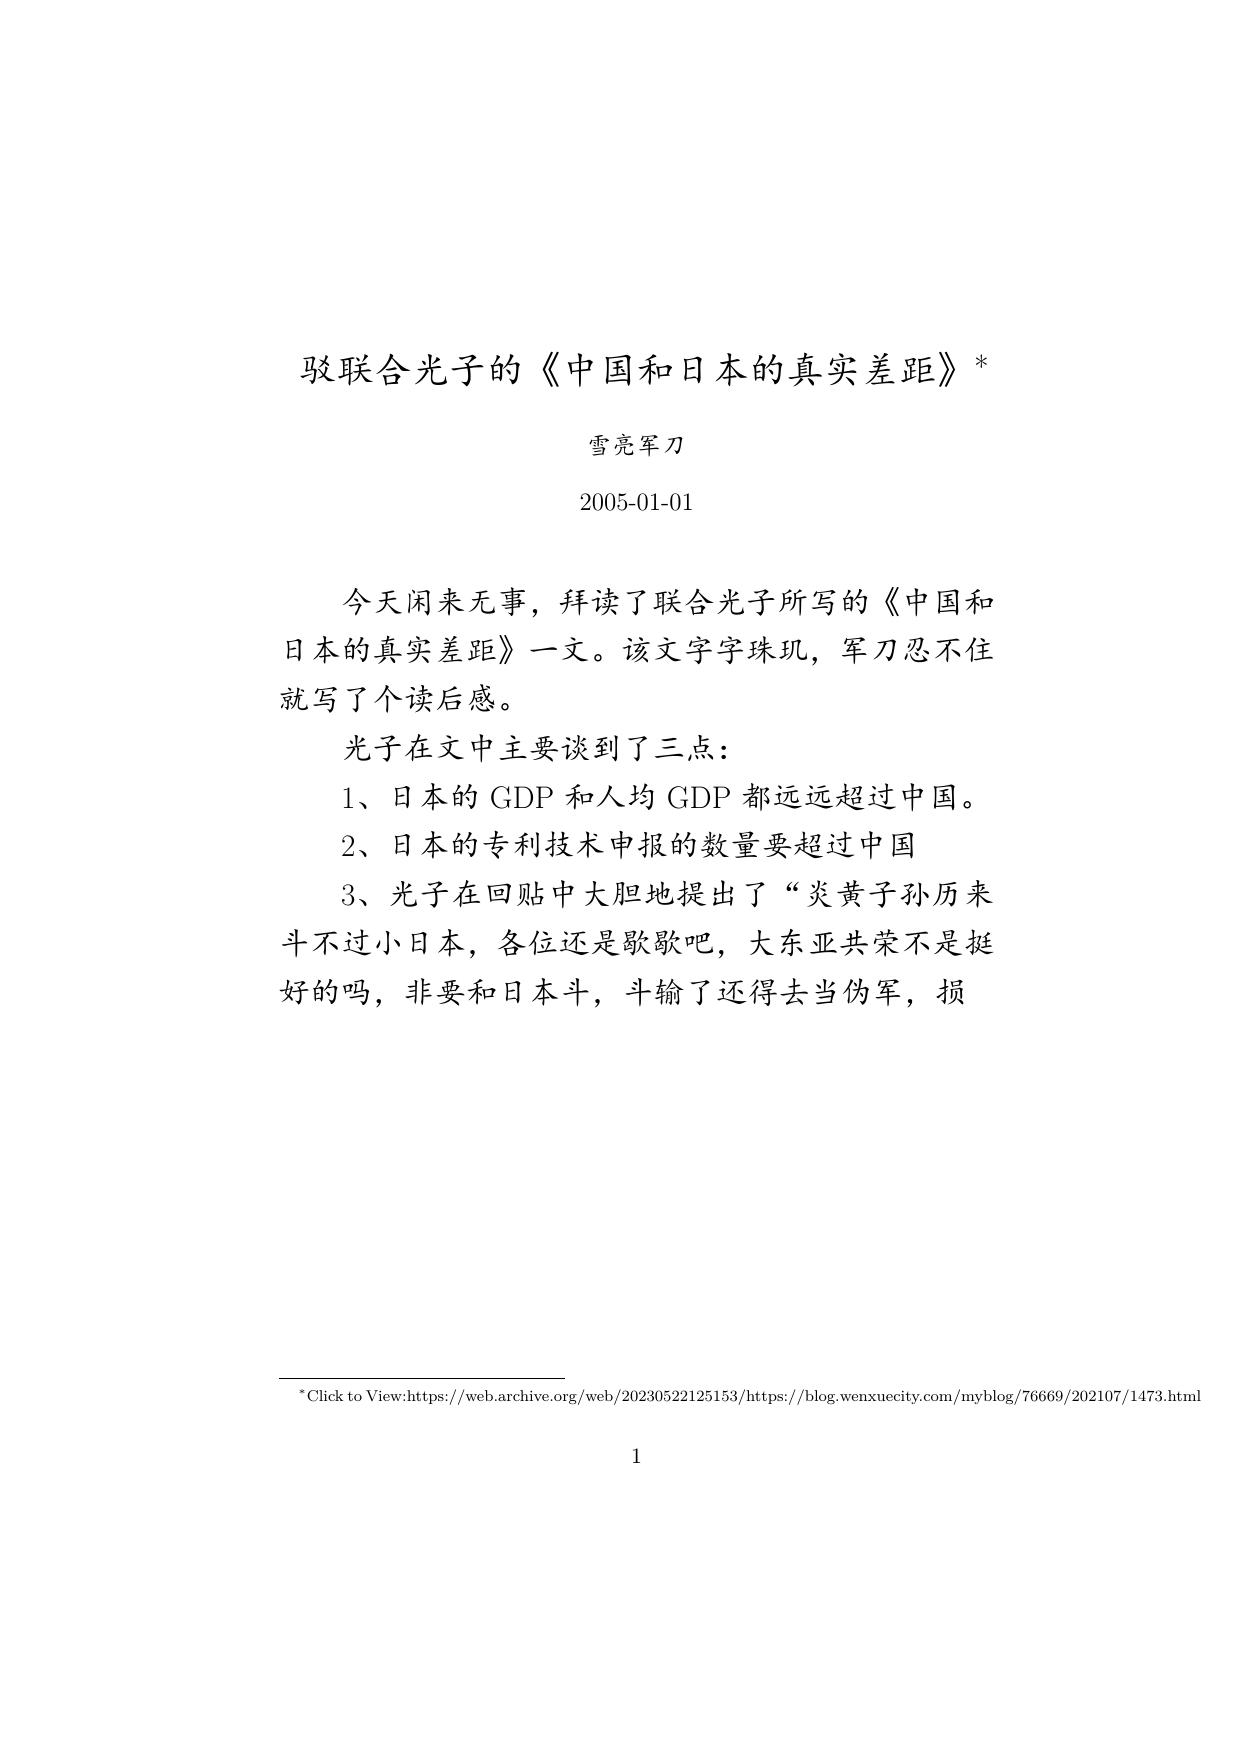 驳联合光子的《中国和日本的真实差距》*
雪亮军刀
2005-01-01
今天闲来无事，拜读了联合光子所写的《中国和
日本的真实差距》一文。该文字字珠玑，军刀忍不住
就写了个读后感。
光子在文中主要谈到了三点：
1、日本的 GDP 和人均 GDP 都远远超过中国。
2、日本的专利技术申报的数量要超过中国
3、光子在回贴中大胆地提出了“炎黄子孙历来
斗不过小日本，各位还是歇歇吧，大东亚共荣不是挺
好的吗，非要和日本斗，斗输了还得去当伪军，损
*Click to View:https://web.archive.org/web/20230522125153/https://blog.wenxuecity.com/myblog/76669/202107/1473.html
1